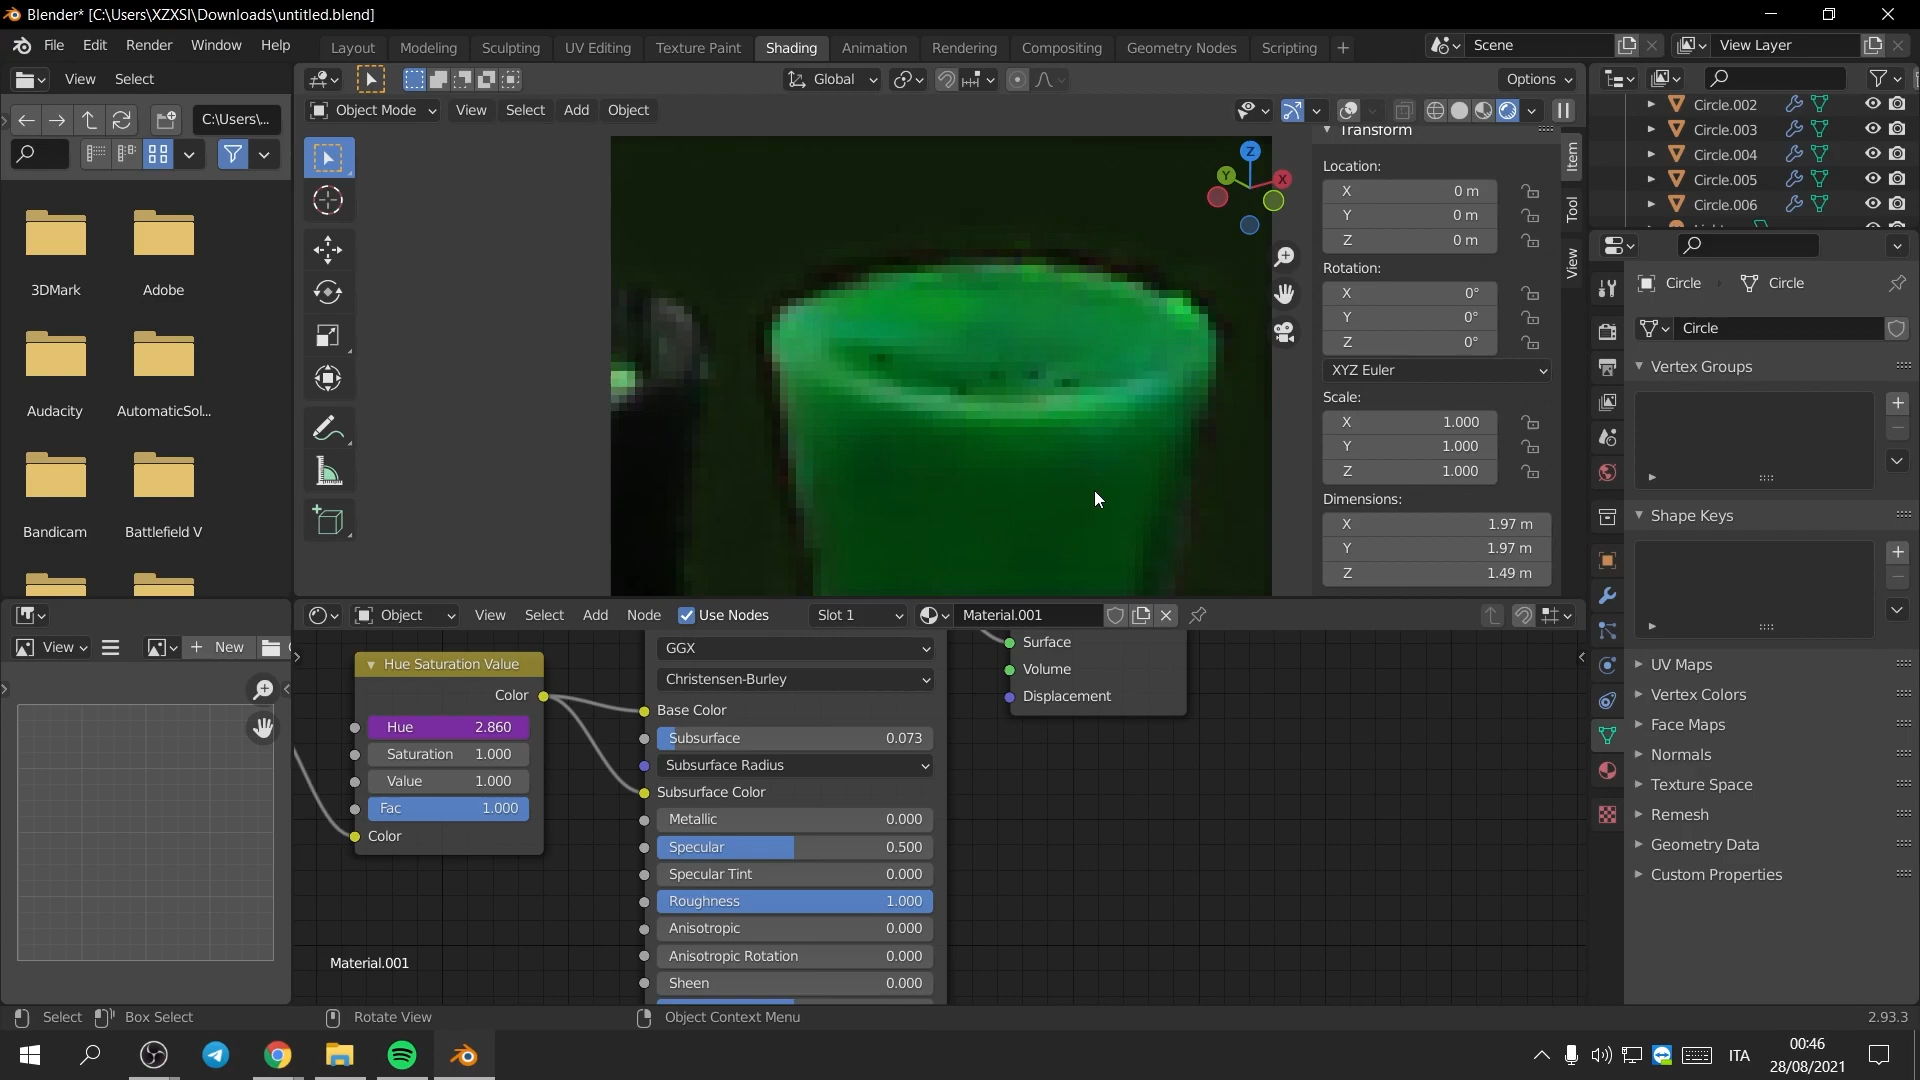 Blender* [C:\Users\XZXSI\Downloads\untitled.blend]
File Edit Render Window Help Layout Modeling Sculpting UV Editing Texture Paint Shading Animation Rendering Compositing Geometry Nodes Scripting + Scene View Layer
View Select Global Options
C:\Users\... Object Mode View Select Add Object
3DMark Adobe
Audacity AutomaticSol...
Bandicam Battlefield V
Z
Y X
Transform
Location:
X 0 m
Y 0 m
Z 0 m
Rotation:
X 0°
Y 0°
Z 0°
XYZ Euler
Scale:
X 1.000
Y 1.000
Z 1.000
Dimensions:
X 1.97 m
Y 1.97 m
Z 1.49 m
Item
Tool
View
Circle.002
Circle.003
Circle.004
Circle.005
Circle.006
Circle Circle
Circle
Vertex Groups
Shape Keys
UV Maps
Vertex Colors
Face Maps
Normals
Texture Space
Remesh
Geometry Data
Custom Properties
View + New
Object View Select Add Node Use Nodes Slot 1 Material.001
Hue Saturation Value
Color
Hue 2.860
Saturation 1.000
Value 1.000
Fac 1.000
Color
Material.001
GGX
Christensen-Burley
Base Color
Subsurface 0.073
Subsurface Radius
Subsurface Color
Metallic 0.000
Specular 0.500
Specular Tint 0.000
Roughness 1.000
Anisotropic 0.000
Anisotropic Rotation 0.000
Sheen 0.000
Surface
Volume
Displacement
Select Box Select Rotate View Object Context Menu 2.93.3
ITA
00:46
28/08/2021